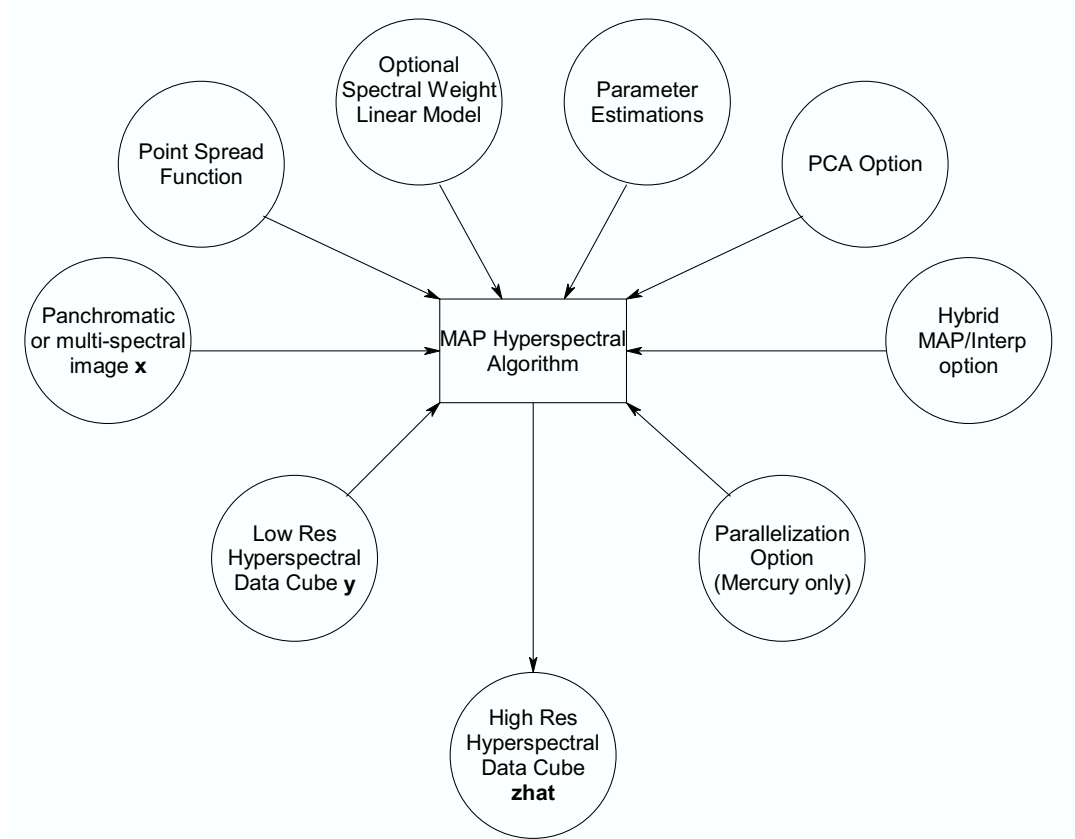 Optional
Spectral Weight
Linear Model
Parameter
Estimations
Point Spread
Function
PCA Option
Panchromatic
or multi-spectral
image x
MAP Hyperspectral
Algorithm
Hybrid
MAP/Interp
option
Low Res
Hyperspectral
Data Cube y
Parallelization
Option
(Mercury only)
High Res
Hyperspectral
Data Cube
zhat